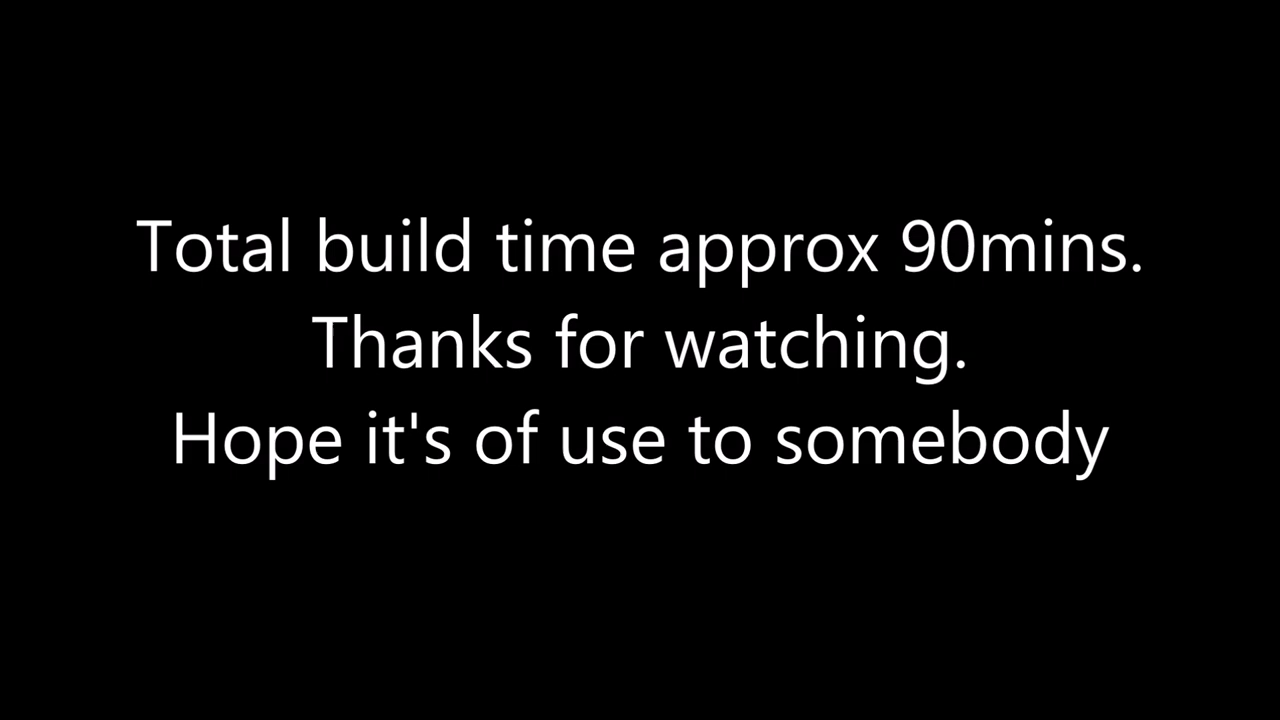 Total build time approx 90mins.
Thanks for watching.
Hope it's of use to somebody